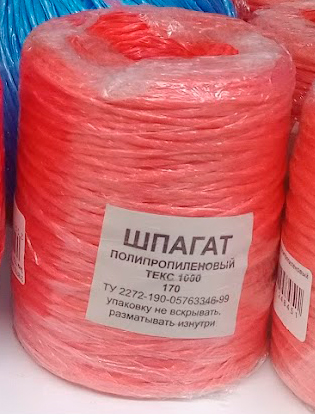 ШПАГАТ
ПОЛИПРОПИЛЕНОВЫЙ
ТЕКС 1000
170
ТУ 2272-190-05763346-99
упаковку не вскрывать,
разматывать изнутри